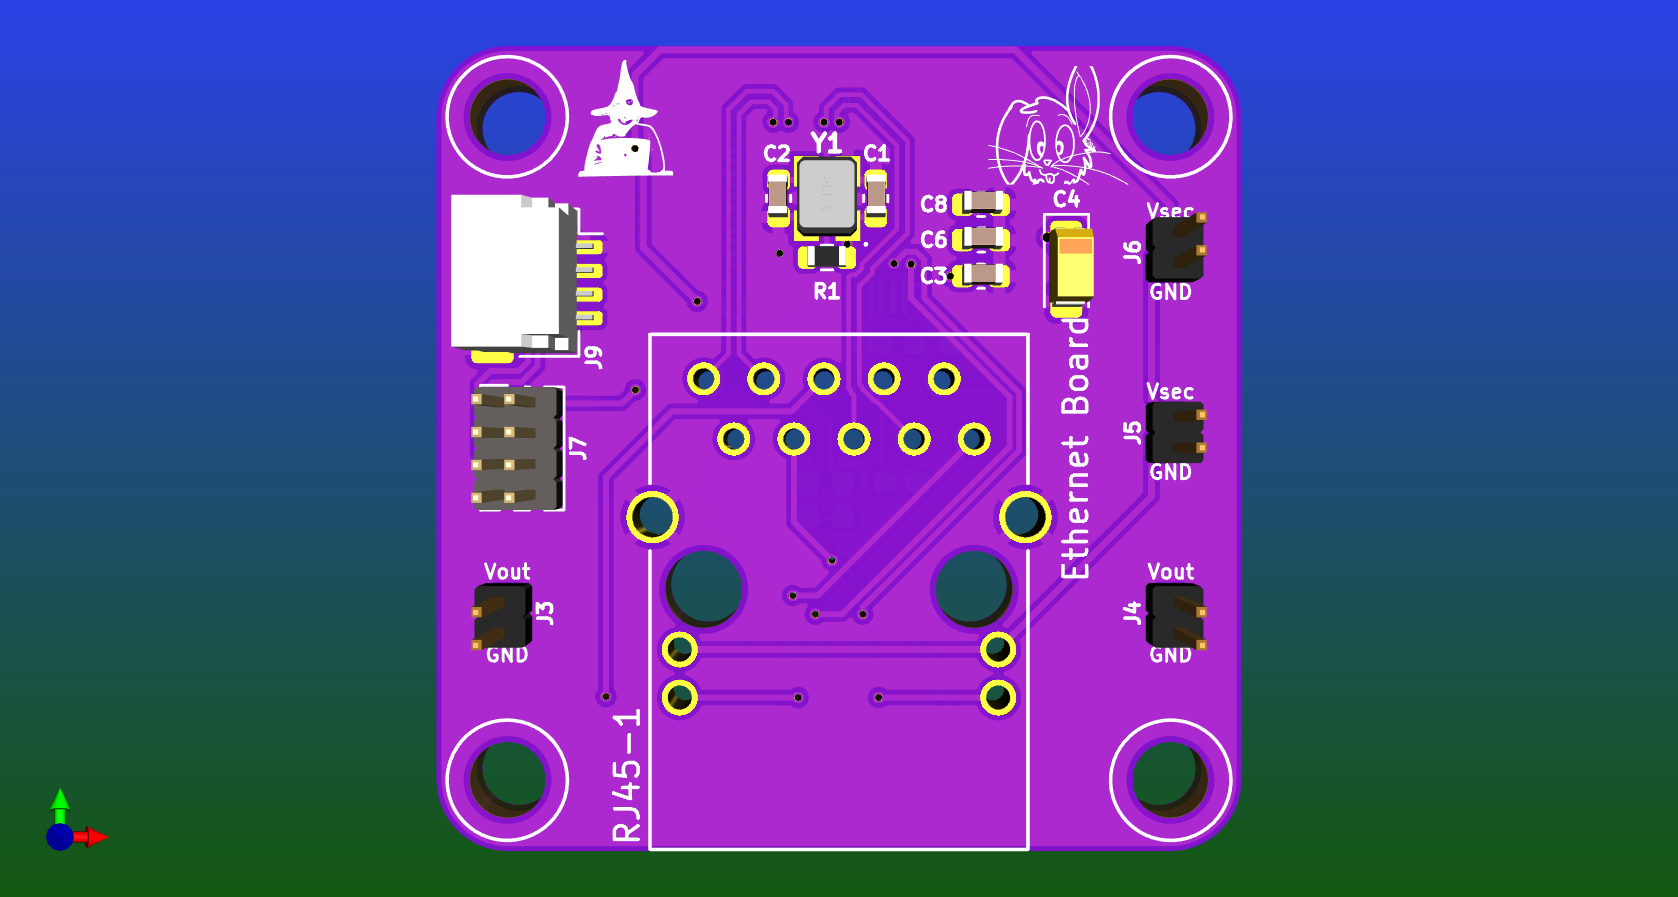 Y1
C2
C1
C8
C6
C3
C4
R1
Vsec
J6
GND
J9
Vsec
J5
GND
J7
Ethernet Board
Vout
J3
GND
Vout
J4
GND
RJ45-1